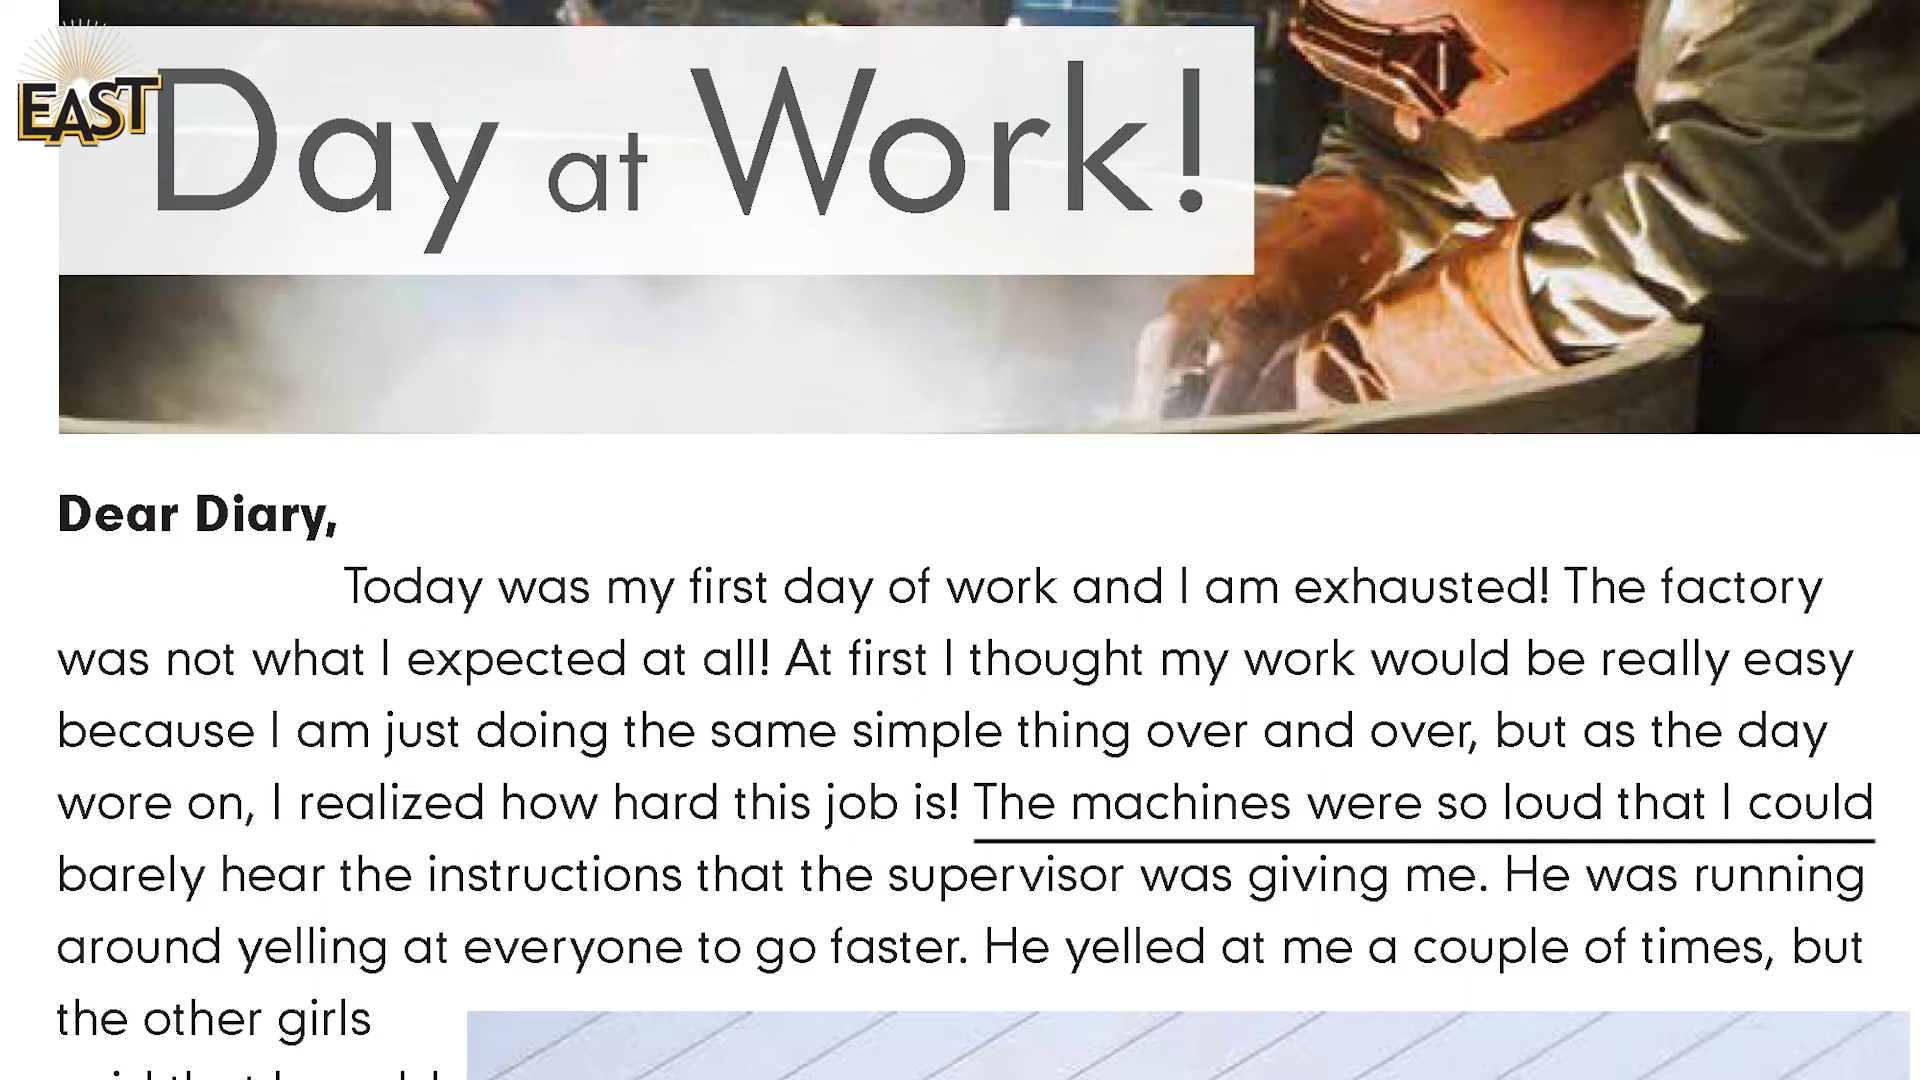 EAST
Day at Work!
Dear Diary,
Today was my first day of work and I am exhausted! The factory
was not what I expected at all! At first I thought my work would be really easy
because I am just doing the same simple thing over and over, but as the day
wore on, I realized how hard this job is! The machines were so loud that I could
barely hear the instructions that the supervisor was giving me. He was running
around yelling at everyone to go faster. He yelled at me a couple of times, but
the other girls